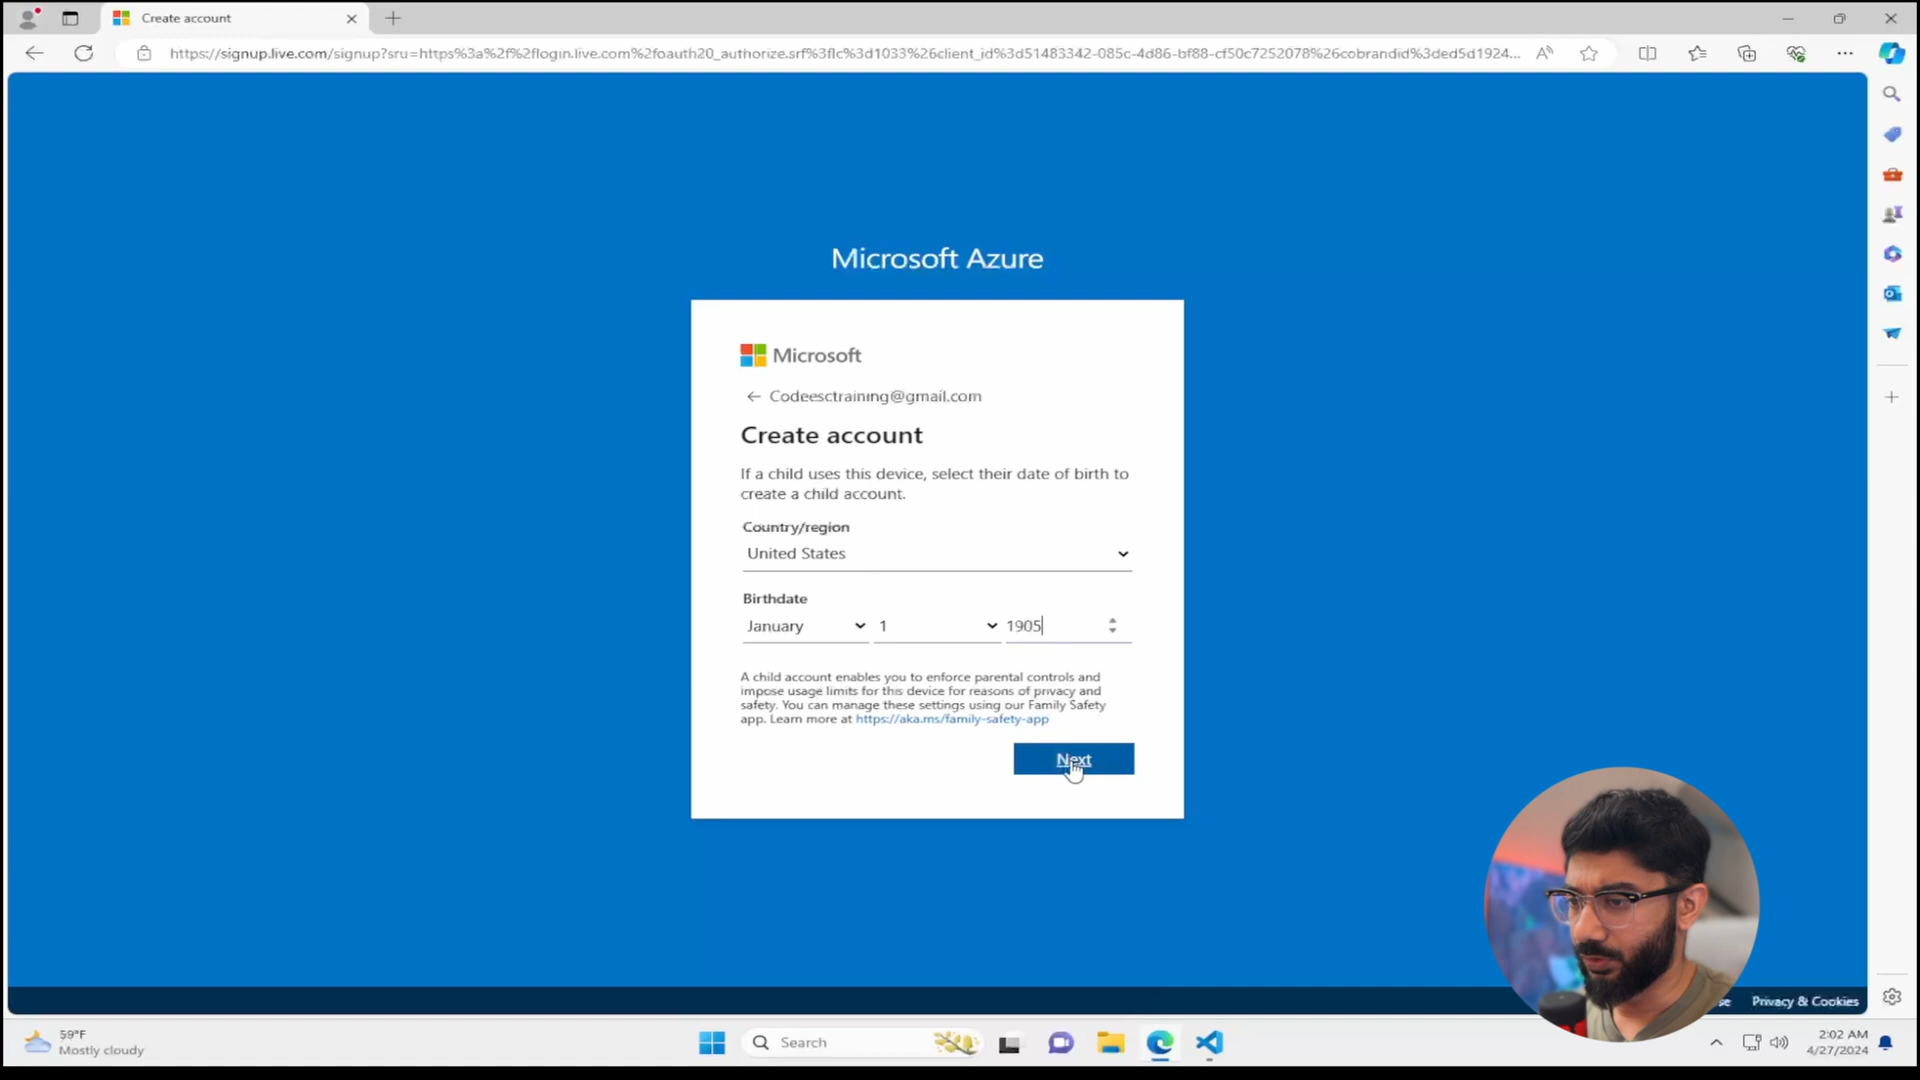 Create account
https://signup.live.com/signup?sru=https%3a%2f%2flogin.live.com%2foauth20_authorize.srf%3flc%3d1033%26client_id%3d51483342-085c-4d86-bf88-cf50c7252078%26cobrandid%3ded5d1924...
Microsoft Azure
Microsoft
← Codeesctraining@gmail.com
Create account
If a child uses this device, select their date of birth to
create a child account.
Country/region
United States
Birthdate
January 1 1905
A child account enables you to enforce parental controls and
impose usage limits for this device for reasons of privacy and
safety. You can manage these settings using our Family Safety
app. Learn more at https://aka.ms/family-safety-app
Next
Privacy & Cookies
59°F
Mostly cloudy
Search
2:02 AM
4/27/2024